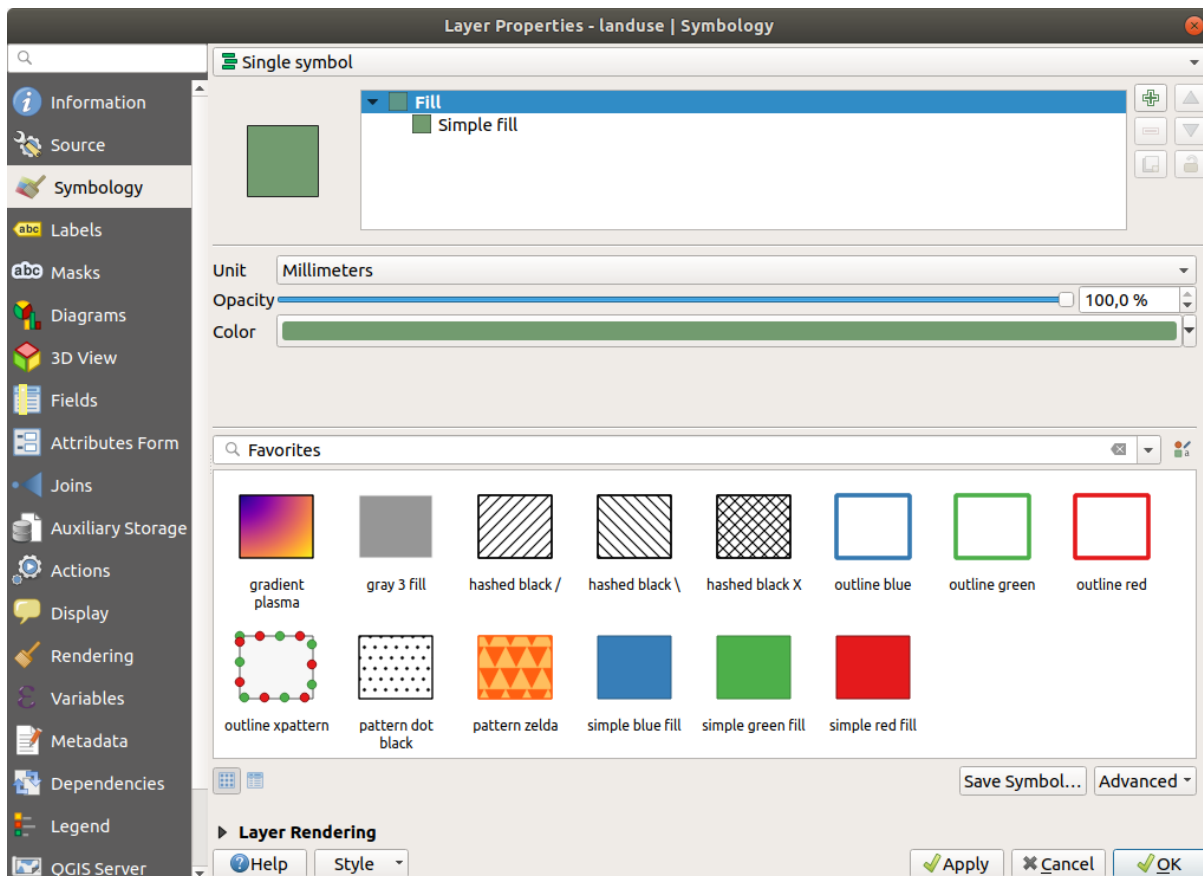 Layer Properties - landuse | Symbology
Information
Source
Symbology
abc Labels
abc Masks
Diagrams
3D View
Fields
Attributes Form
Joins
Auxiliary Storage
Actions
Display
Rendering
Variables
Metadata
Dependencies
Legend
QGIS Server
Single symbol
Fill
Simple fill
Unit Millimeters
Opacity 100,0 %
Color
Favorites
gradient plasma
gray 3 fill
hashed black /
hashed black \
hashed black X
outline blue
outline green
outline red
outline xpattern
pattern dot black
pattern zelda
simple blue fill
simple green fill
simple red fill
Save Symbol...
Advanced
Layer Rendering
Help
Style
Apply
Cancel
OK